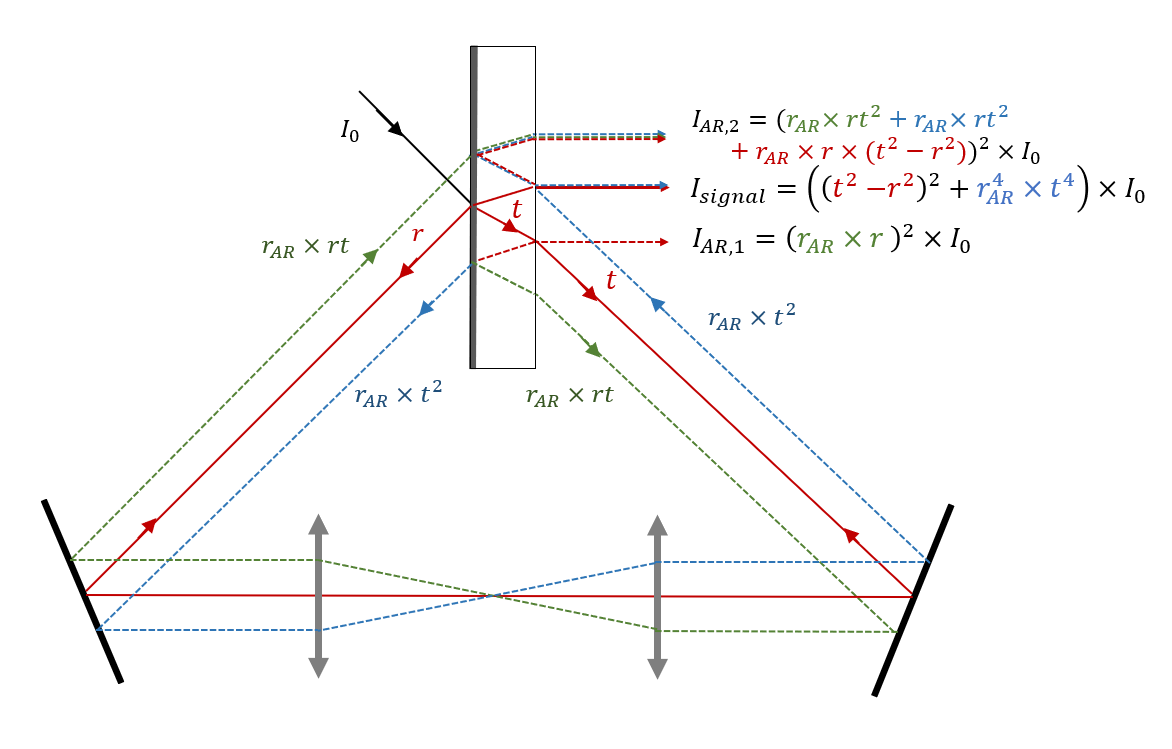 I_{AR,2} = (r_{AR} × rt^2 + r_{AR} × rt^2
+ r_{AR} × r × (t^2 − r^2))^2 × I_0
I_0
I_{signal} = ((t^2 − r^2)^2 + r_{AR}^4 × t^4) × I_0
t
r
I_{AR,1} = (r_{AR} × r )^2 × I_0
r_{AR} × rt
t
r_{AR} × t^2
r_{AR} × t^2
r_{AR} × rt